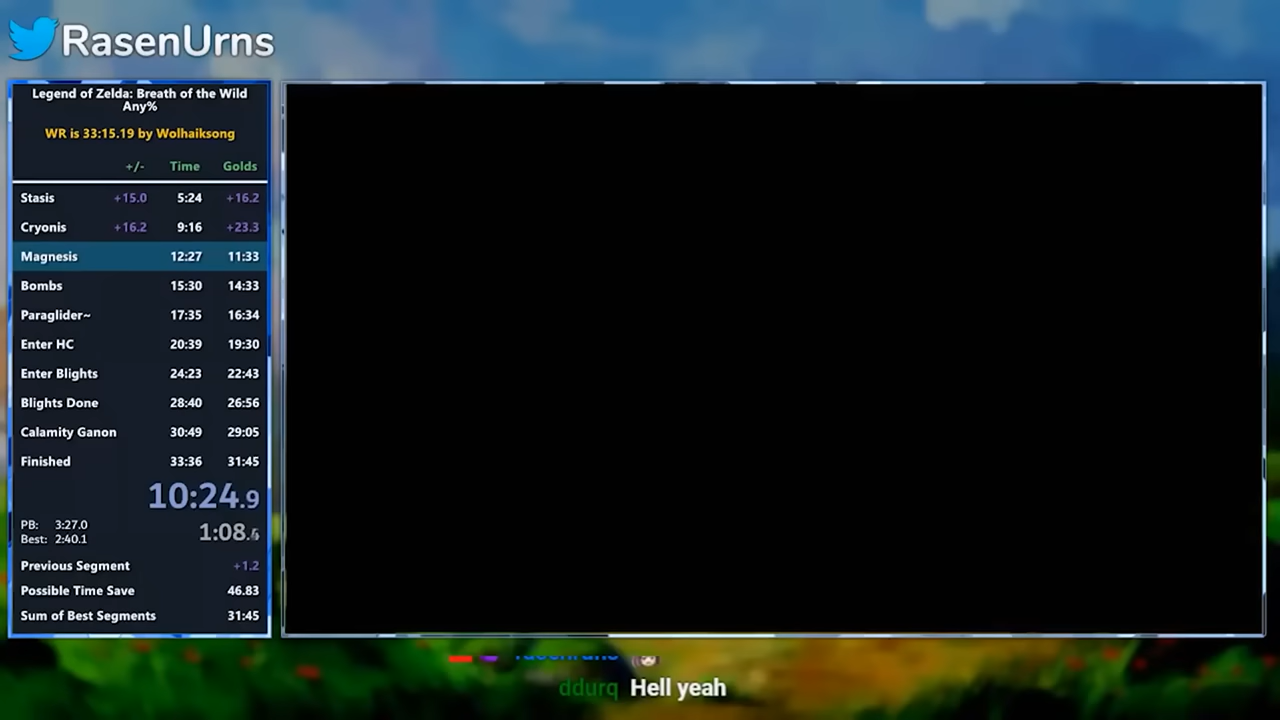 RasenUrns
Legend of Zelda: Breath of the Wild
Any%
WR is 33:15.19 by Wolhaiksong
+/- Time Golds
Stasis +15.0 5:24 +16.2
Cryonis +16.2 9:16 +23.3
Magnesis 12:27 11:33
Bombs 15:30 14:33
Paraglider~ 17:35 16:34
Enter HC 20:39 19:30
Enter Blights 24:23 22:43
Blights Done 28:40 26:56
Calamity Ganon 30:49 29:05
Finished 33:36 31:45
10:24.9
PB: 3:27.0
Best: 2:40.1
Previous Segment +1.2
Possible Time Save 46.83
Sum of Best Segments 31:45
ddurq Hell yeah